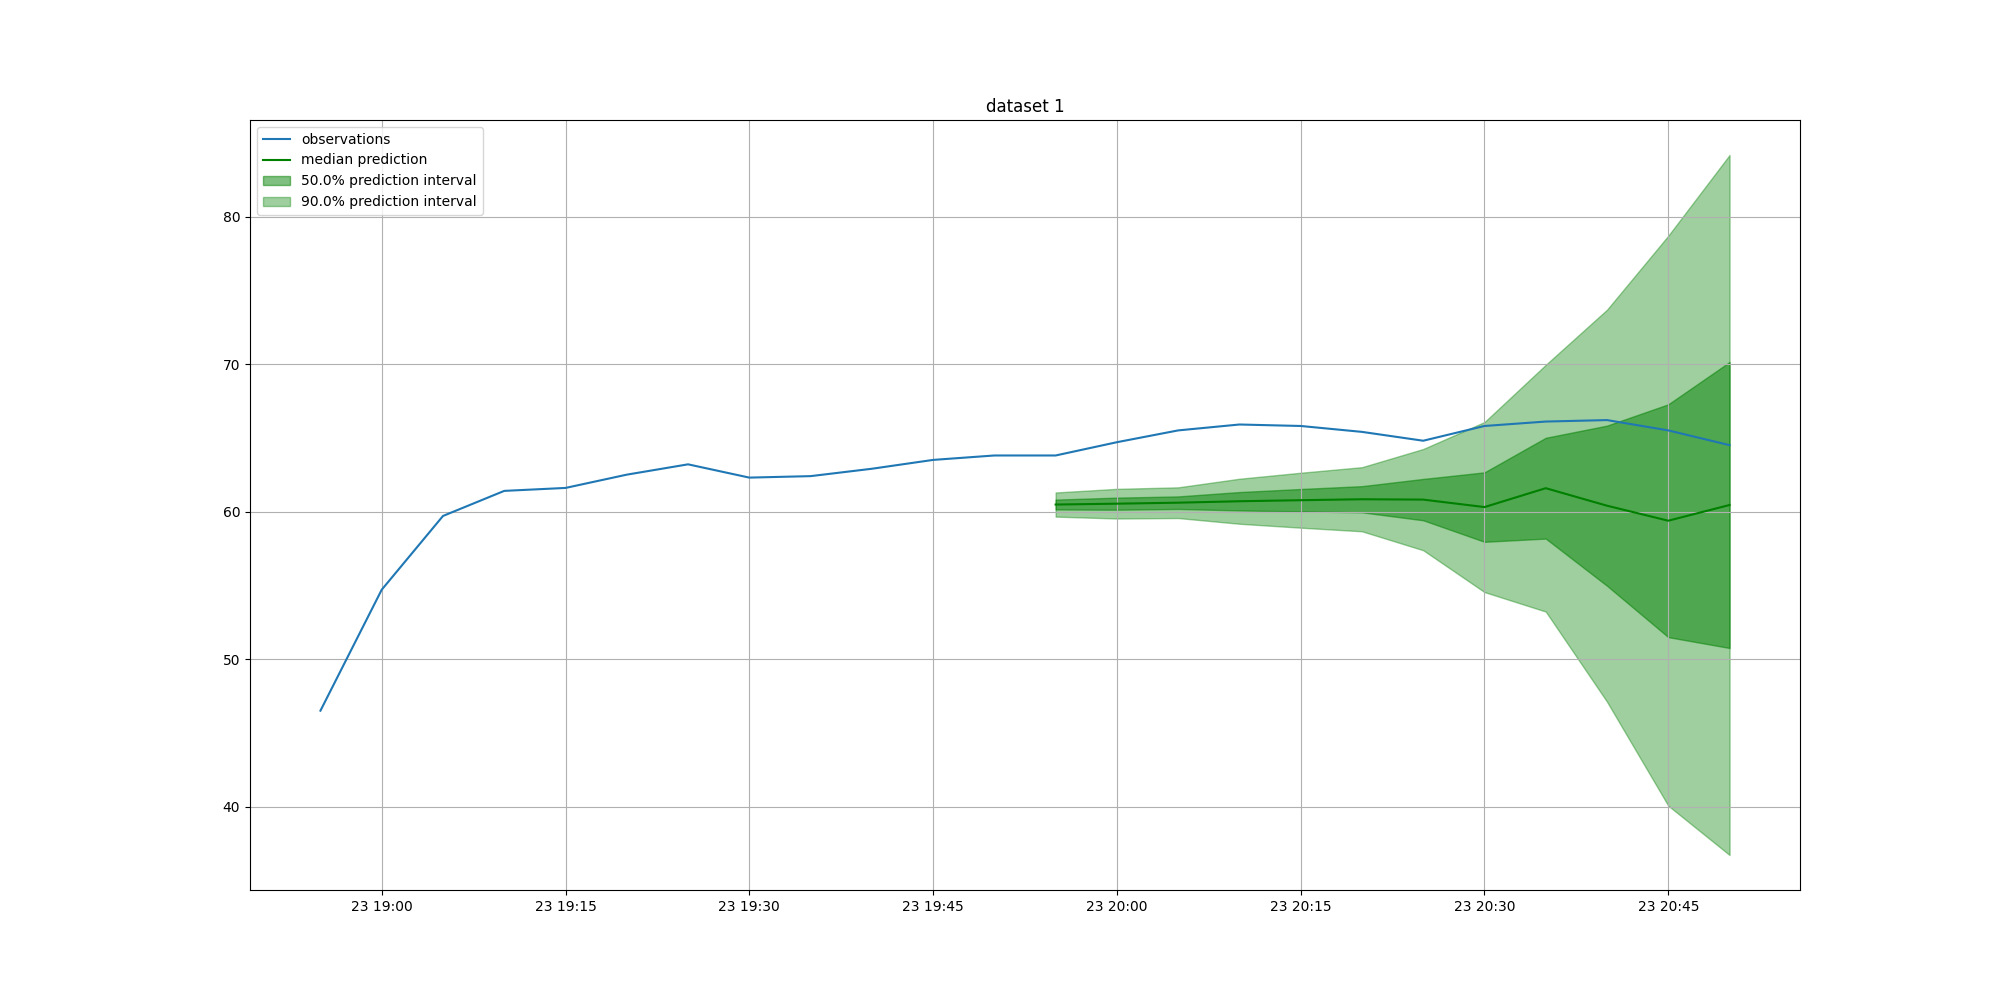 dataset 1
observations
median prediction
50.0% prediction interval
90.0% prediction interval
80
70
60
50
40
23 19:00 23 19:15 23 19:30 23 19:45 23 20:00 23 20:15 23 20:30 23 20:45